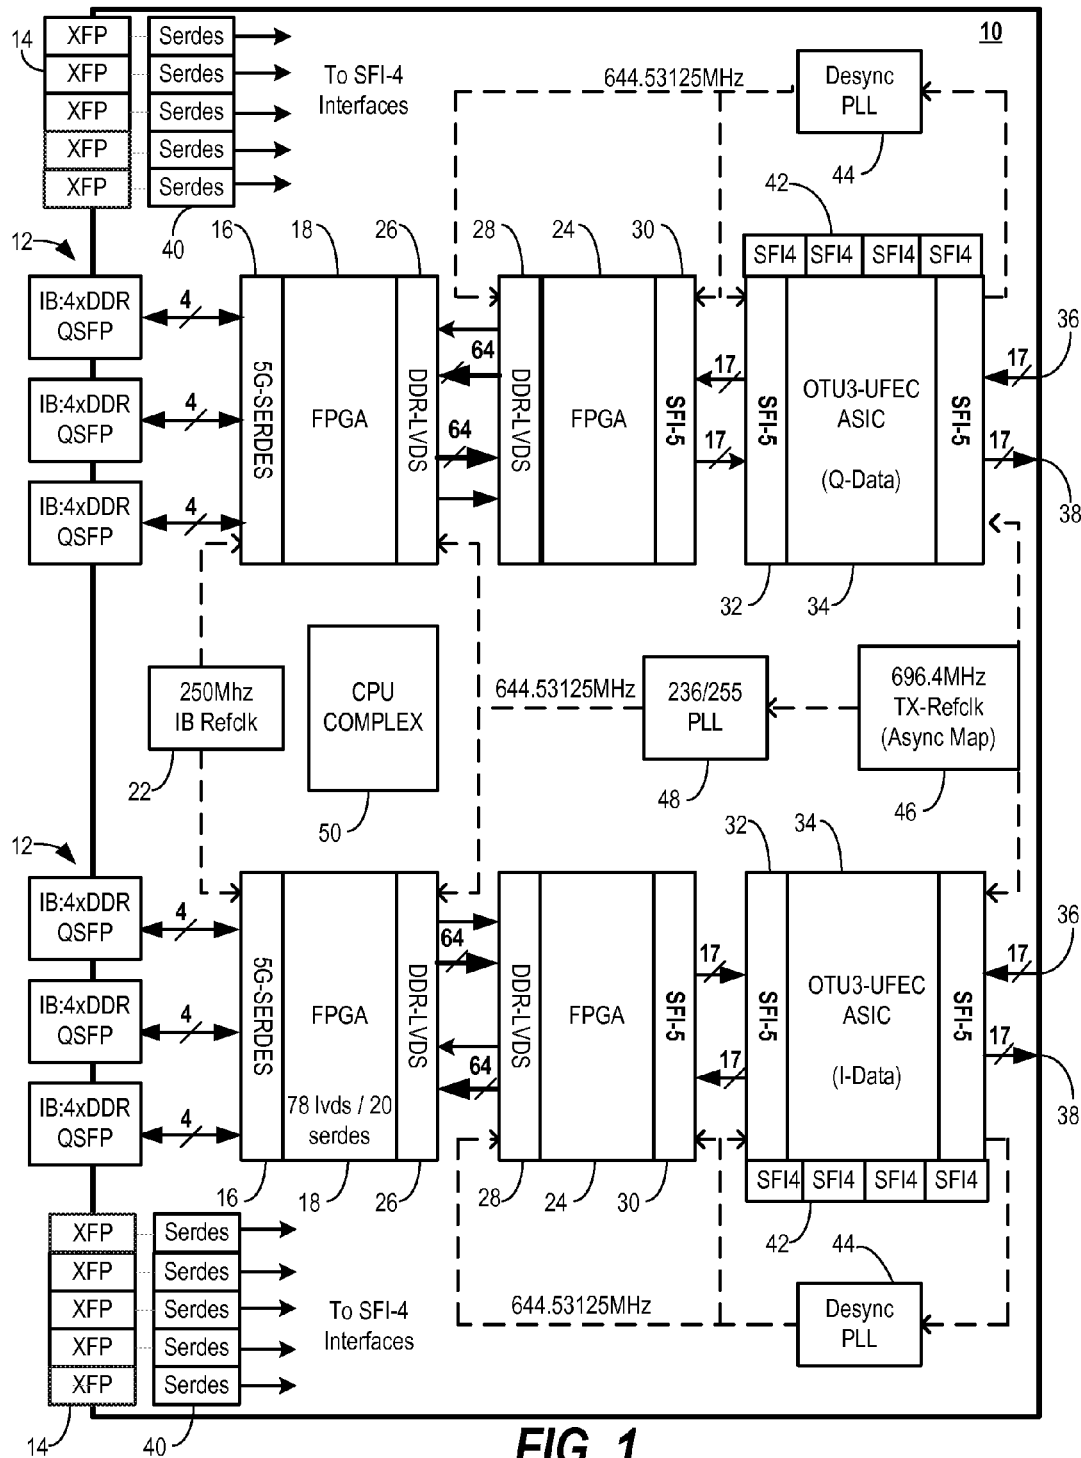 10
14
XFP Serdes
XFP Serdes
XFP Serdes
XFP Serdes
XFP Serdes
To SFI-4
Interfaces
644.53125MHz
Desync
PLL
44
42
40
12
16
18
26
28
24
30
SFI4 SFI4 SFI4 SFI4
IB:4xDDR
QSFP
4
IB:4xDDR
QSFP
4
IB:4xDDR
QSFP
4
5G-SERDES
FPGA
DDR-LVDS
64
64
DDR-LVDS
FPGA
SFI-5
17
17
SFI-5
OTU3-UFEC
ASIC
(Q-Data)
SFI-5
17
36
17
38
32
34
250Mhz
IB Refclk
22
CPU
COMPLEX
50
644.53125MHz
236/255
PLL
48
696.4MHz
TX-Refclk
(Async Map)
46
32
34
12
IB:4xDDR
QSFP
4
IB:4xDDR
QSFP
4
IB:4xDDR
QSFP
4
5G-SERDES
FPGA
78 lvds / 20
serdes
DDR-LVDS
64
64
DDR-LVDS
FPGA
SFI-5
17
17
SFI-5
OTU3-UFEC
ASIC
(I-Data)
SFI-5
17
36
17
38
SFI4 SFI4 SFI4 SFI4
16
18
26
28
24
30
42
44
XFP Serdes
XFP Serdes
XFP Serdes
XFP Serdes
XFP Serdes
To SFI-4
Interfaces
644.53125MHz
Desync
PLL
14
40
FIG. 1